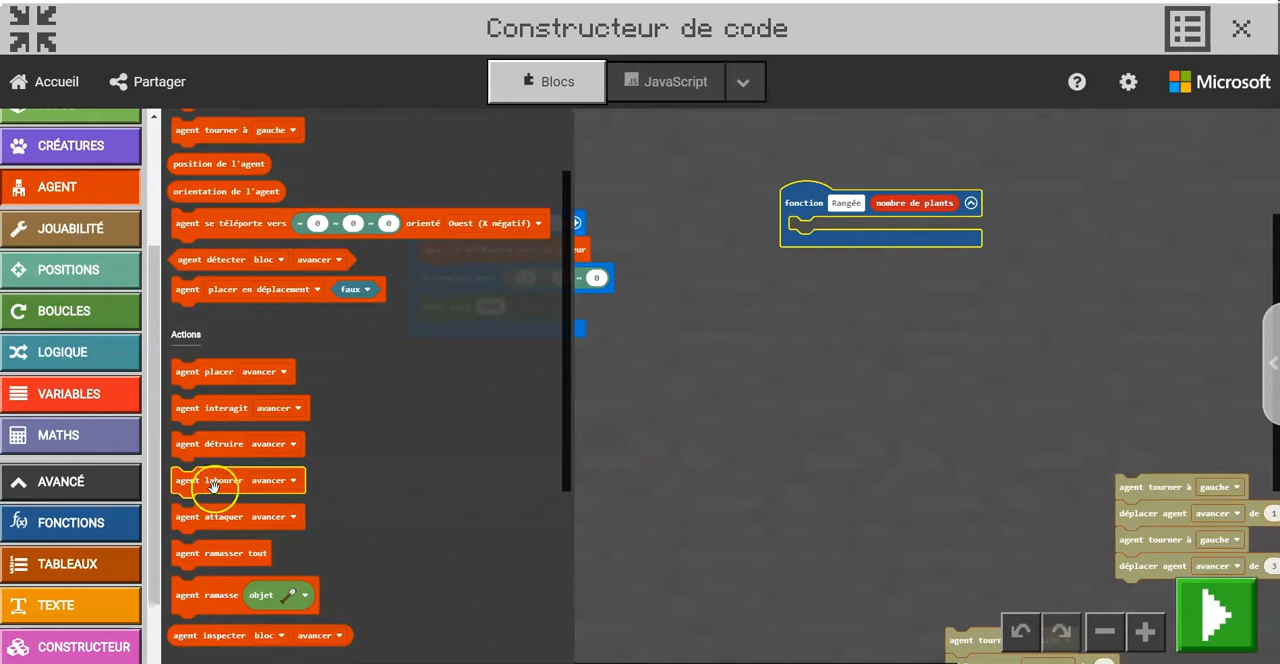 Constructeur de code
Accueil
Partager
Blocs
JavaScript
Microsoft
CRÉATURES
AGENT
JOUABILITÉ
POSITIONS
BOUCLES
LOGIQUE
VARIABLES
MATHS
AVANCÉ
FONCTIONS
TABLEAUX
TEXTE
CONSTRUCTEUR
agent tourner à gauche
position de l'agent
orientation de l'agent
agent se téléporte vers ~ 0 ~ 0 ~ 0 orienté Ouest (X négatif)
agent détecter bloc avancer
agent placer en déplacement faux
Actions
agent placer avancer
agent interagit avancer
agent détruire avancer
agent labourer avancer
agent attaquer avancer
agent ramasser tout
agent ramasse objet
agent inspecter bloc avancer
~ 0
fonction Rangée nombre de plants
agent tourner à gauche
déplacer agent avancer de 1
agent tourner à gauche
déplacer agent avancer de 3
agent tourn